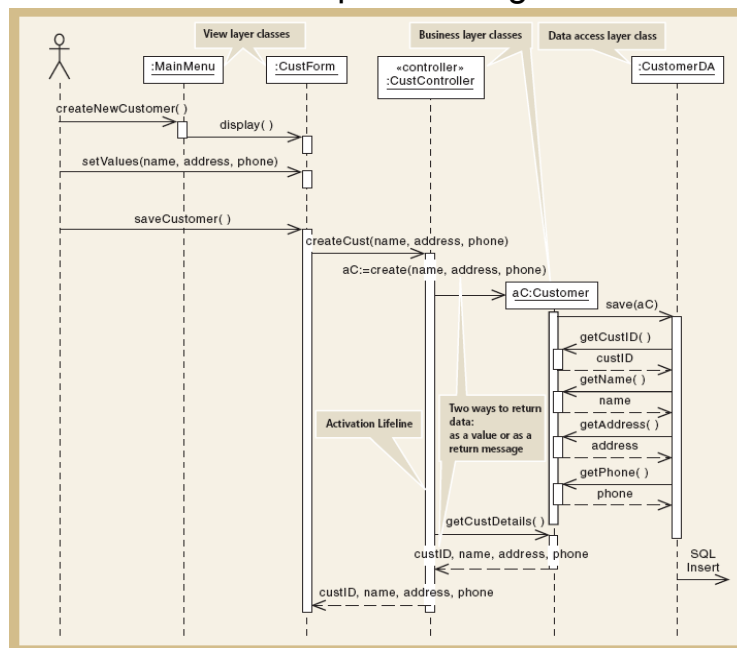 View layer classes
Business layer classes
Data access layer class
:MainMenu
:CustForm
«controller»
:CustController
:CustomerDA
createNewCustomer( )
display( )
setValues(name, address, phone)
saveCustomer( )
createCust(name, address, phone)
aC:=create(name, address, phone)
aC:Customer
save(aC)
getCustID( )
custID
getName( )
name
Two ways to return
data:
as a value or as a
return message
Activation Lifeline
getAddress( )
address
getPhone( )
phone
getCustDetails( )
custID, name, address, phone
SQL
Insert
custID, name, address, phone